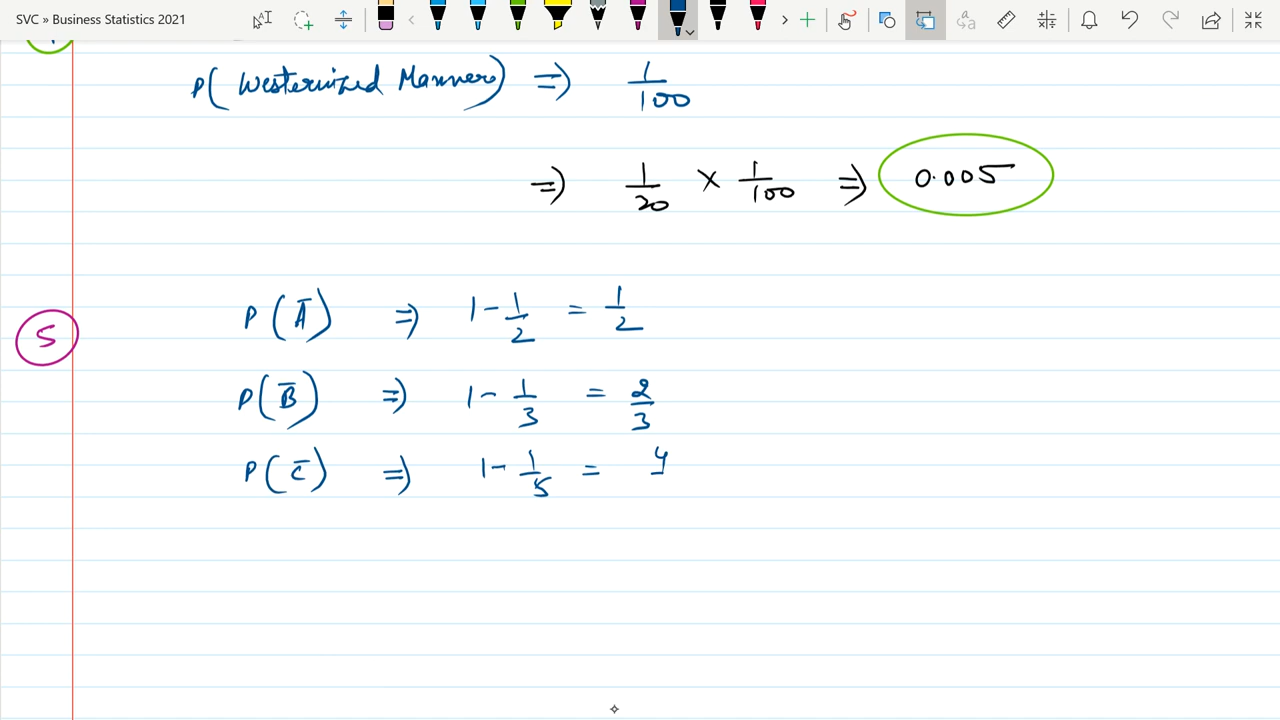 SVC » Business Statistics 2021
P( Westernized Manners) ⇒ 1/100
⇒ 1/20 × 1/100 ⇒ 0.005
5
P(A̅) ⇒ 1 - 1/2 = 1/2
P(B̅) ⇒ 1 - 1/3 = 2/3
P(C̅) ⇒ 1 - 1/5 = 4